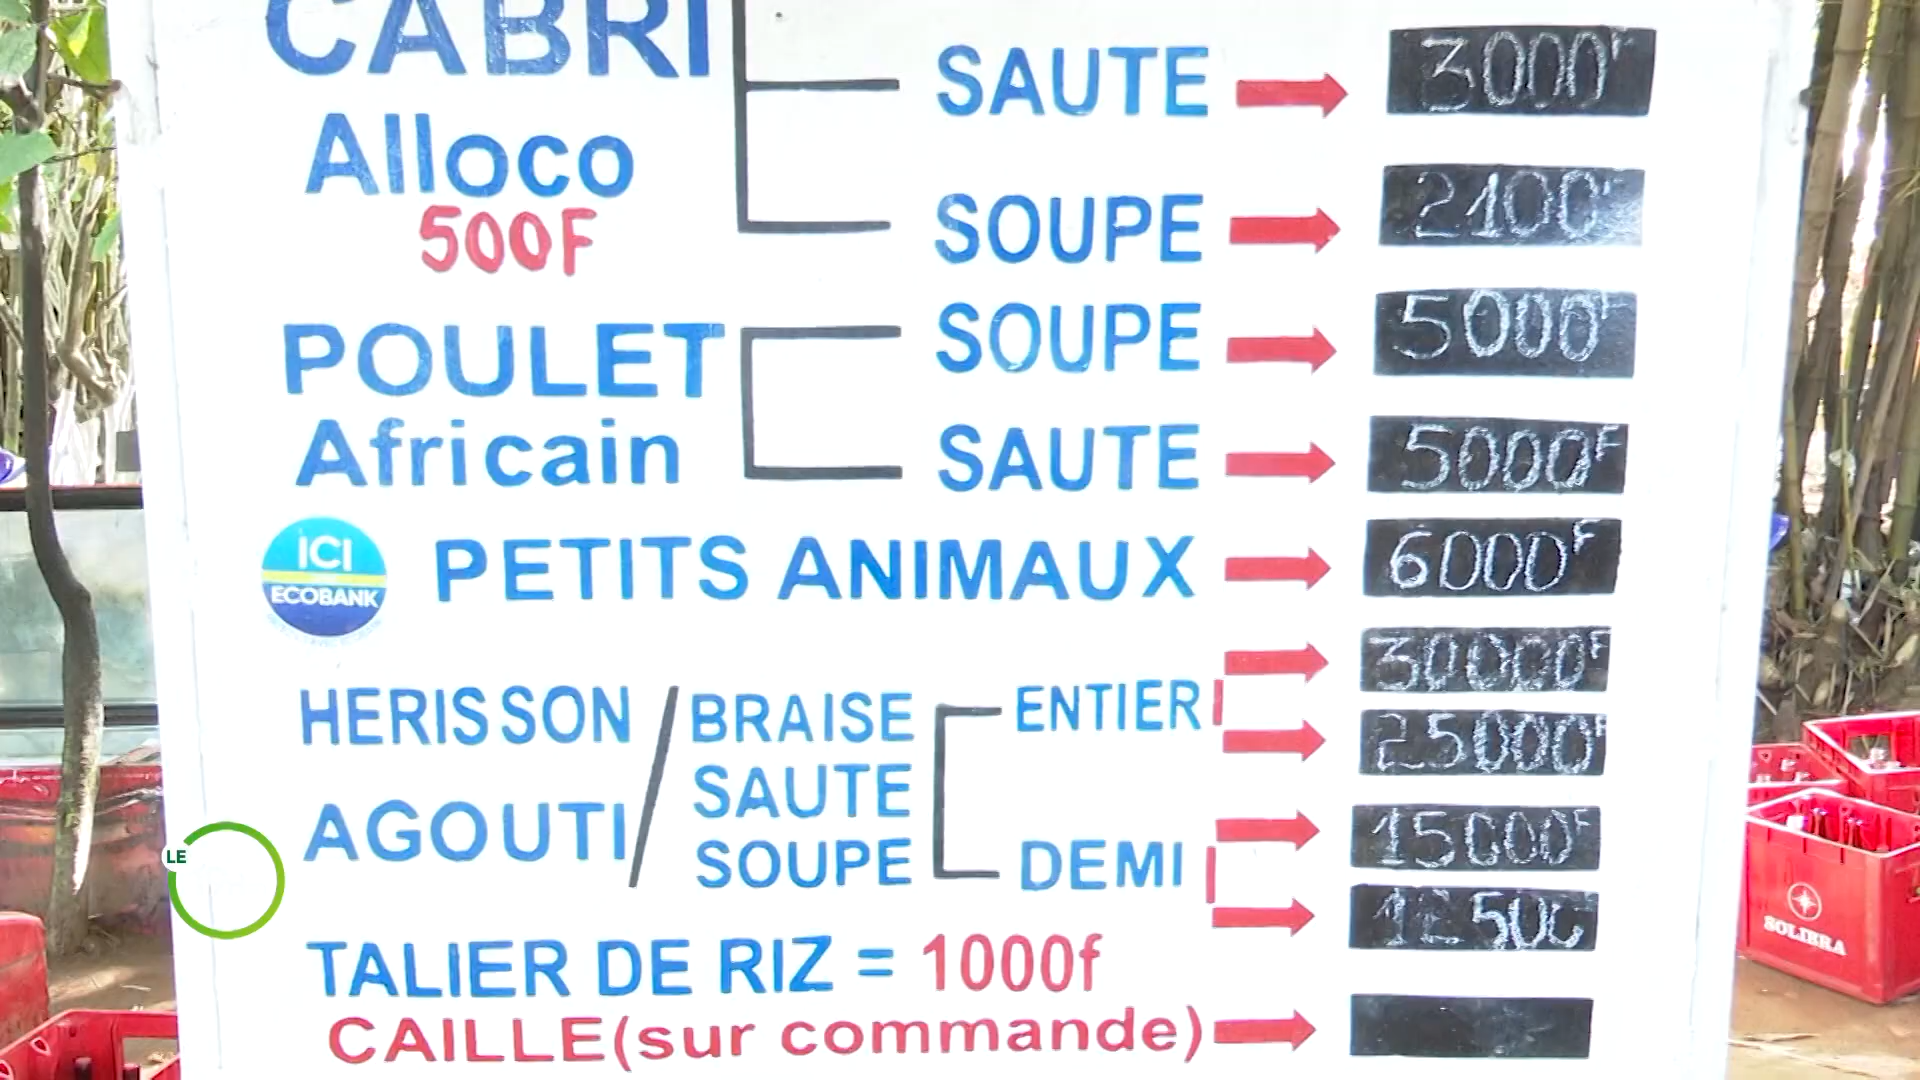 CABRI
SAUTE 3000F
Alloco
500F
SOUPE 2100F
POULET SOUPE 5000F
Africain SAUTE 5000F
ICI
ECOBANK
PETITS ANIMAUX 6000F
30000F
HERISSON / BRAISE ENTIER
25000F
SAUTE
AGOUTI
15000F
SOUPE DEMI
12500
TALIER DE RIZ = 1000f
CAILLE(sur commande)
LE
SOLIBRA